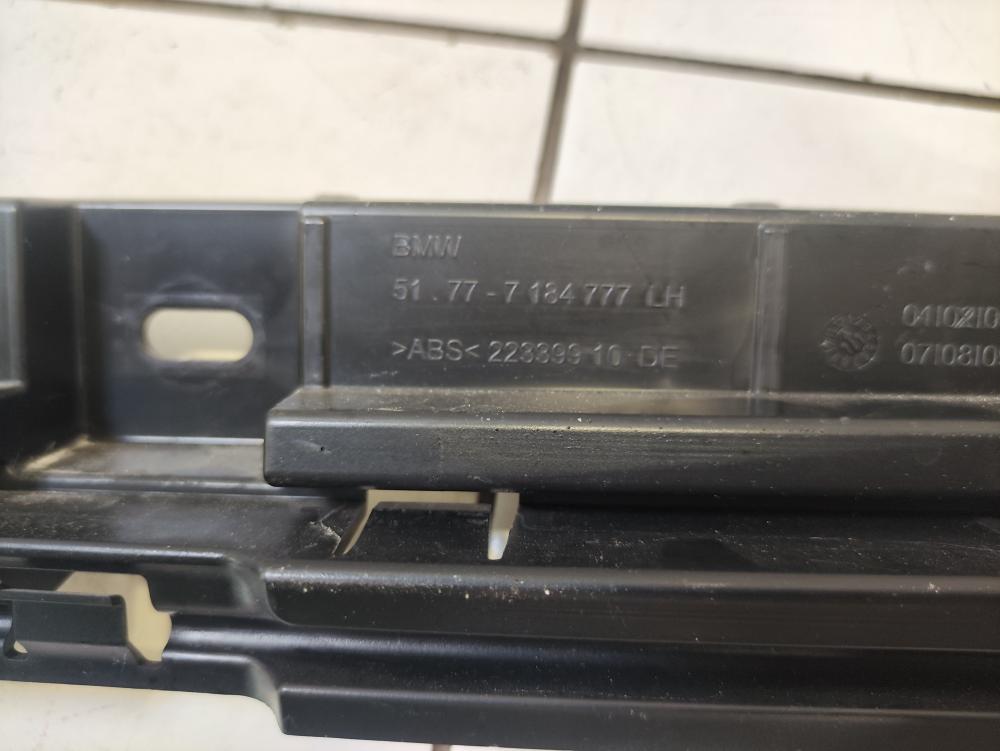 BMW
51.77-7 184 777 LH
>ABS< 223399 10 DE